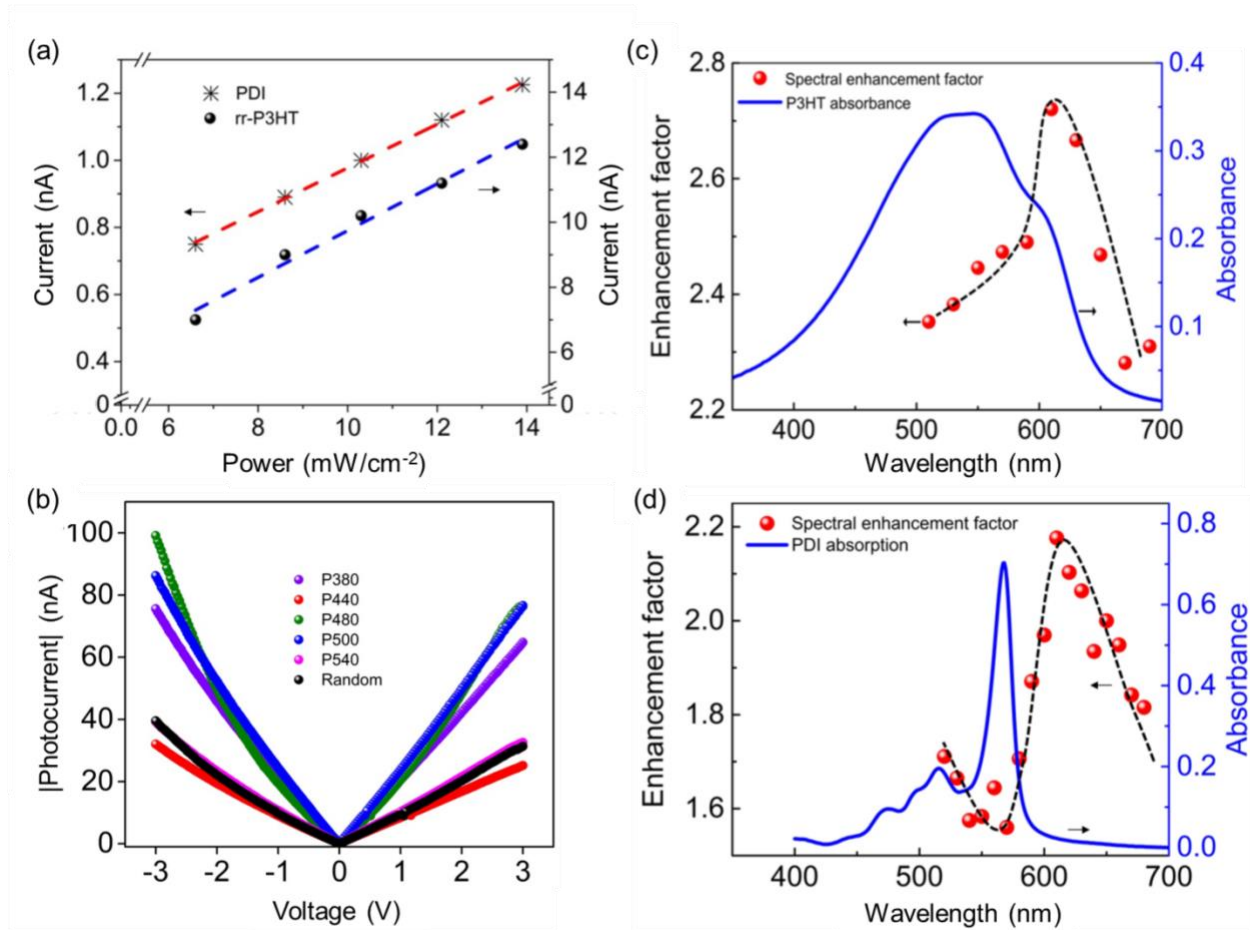 (a)
PDI
rr-P3HT
Current (nA)
1.2
1.0
0.8
0.6
0.4
0
14
12
10
8
6
0
Current (nA)
0.0 6 8 10 12 14
Power (mW/cm-2)
(c)
Spectral enhancement factor
P3HT absorbance
Enhancement factor
2.8
2.6
2.4
2.2
0.4
0.3
0.2
0.1
Absorbance
400 500 600 700
Wavelength (nm)
(b)
|Photocurrent| (nA)
100
80
60
40
20
0
P380
P440
P480
P500
P540
Random
-3 -2 -1 0 1 2 3
Voltage (V)
(d)
Spectral enhancement factor
PDI absorption
Enhancement factor
2.2
2.0
1.8
1.6
0.8
0.6
0.4
0.2
0.0
Absorbance
400 500 600 700
Wavelength (nm)